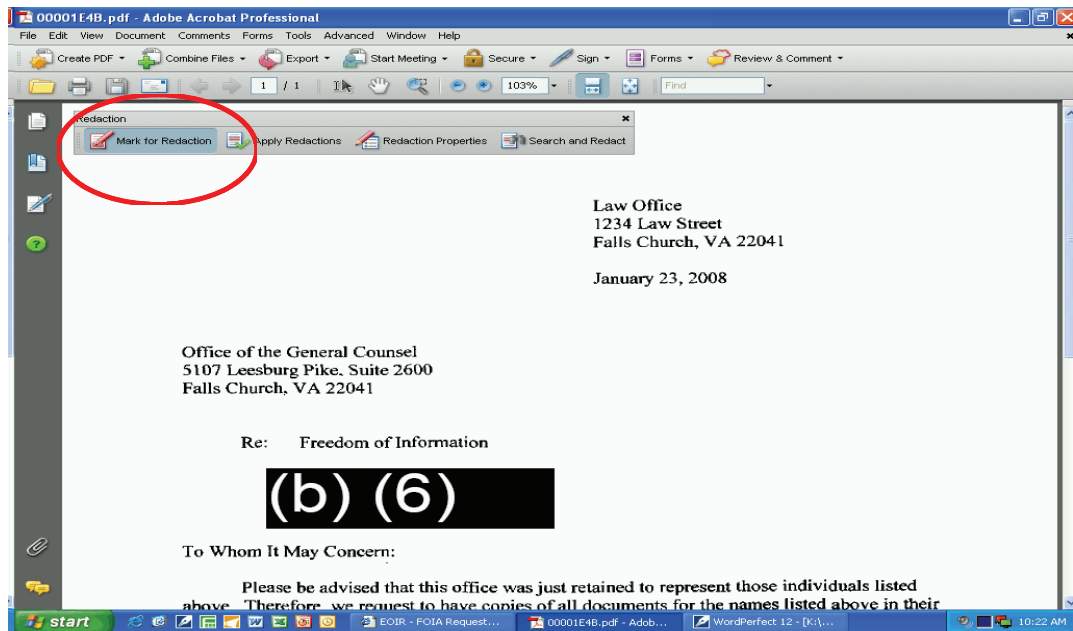 00001E4B.pdf - Adobe Acrobat Professional
File Edit View Document Comments Forms Tools Advanced Window Help
Create PDF Combine Files Export Start Meeting Secure Sign Forms Review & Comment
1 / 1 103% Find
Redaction
Mark for Redaction Apply Redactions Redaction Properties Search and Redact
Law Office
1234 Law Street
Falls Church, VA 22041
January 23, 2008
Office of the General Counsel
5107 Leesburg Pike, Suite 2600
Falls Church, VA 22041
Re: Freedom of Information
(b) (6)
To Whom It May Concern:
Please be advised that this office was just retained to represent those individuals listed
above. Therefore, we request to have copies of all documents for the names listed above in their
start EOIR - FOIA Request... 00001E4B.pdf - Adob... WordPerfect 12 - [K:\... 10:22 AM